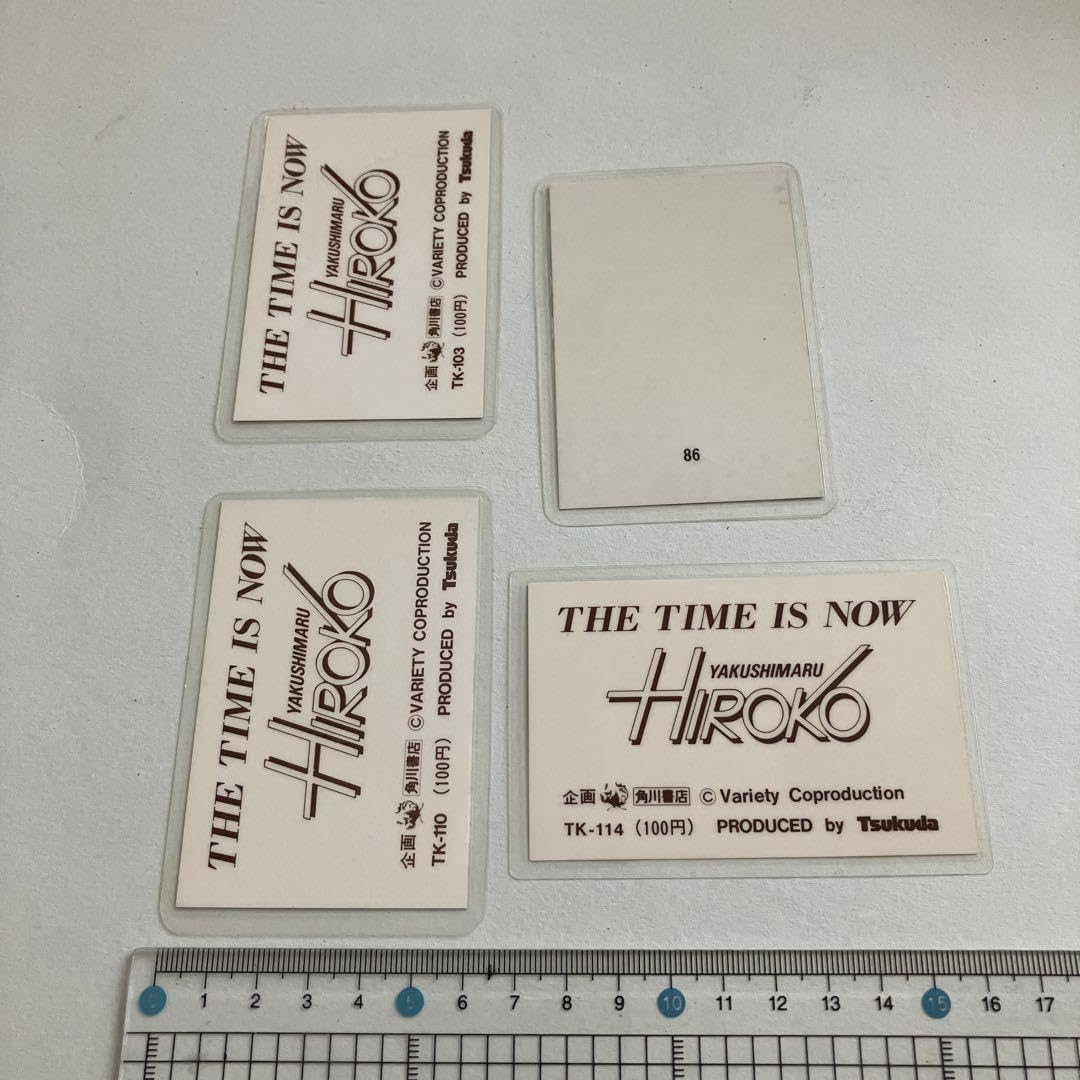 THE TIME IS NOW
YAKUSHIMARU
HIROKO
企画 角川書店 ©VARIETY COPRODUCTION
TK-103 (100円) PRODUCED by Tsukuda
86
THE TIME IS NOW
YAKUSHIMARU
HIROKO
企画 角川書店 ©VARIETY COPRODUCTION
TK-110 (100円) PRODUCED by Tsukuda
THE TIME IS NOW
YAKUSHIMARU
HIROKO
企画 角川書店 © Variety Coproduction
TK-114 (100円) PRODUCED by Tsukuda
0 1 2 3 4 5 6 7 8 9 10 11 12 13 14 15 16 17